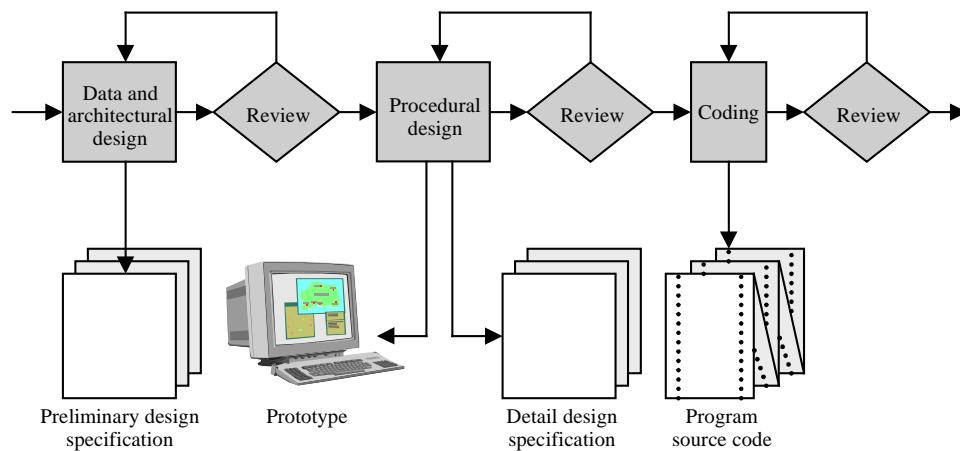 Data and
architectural
design
Review
Procedural
design
Review
Coding
Review
Preliminary design
specification
Prototype
Detail design
specification
Program
source code